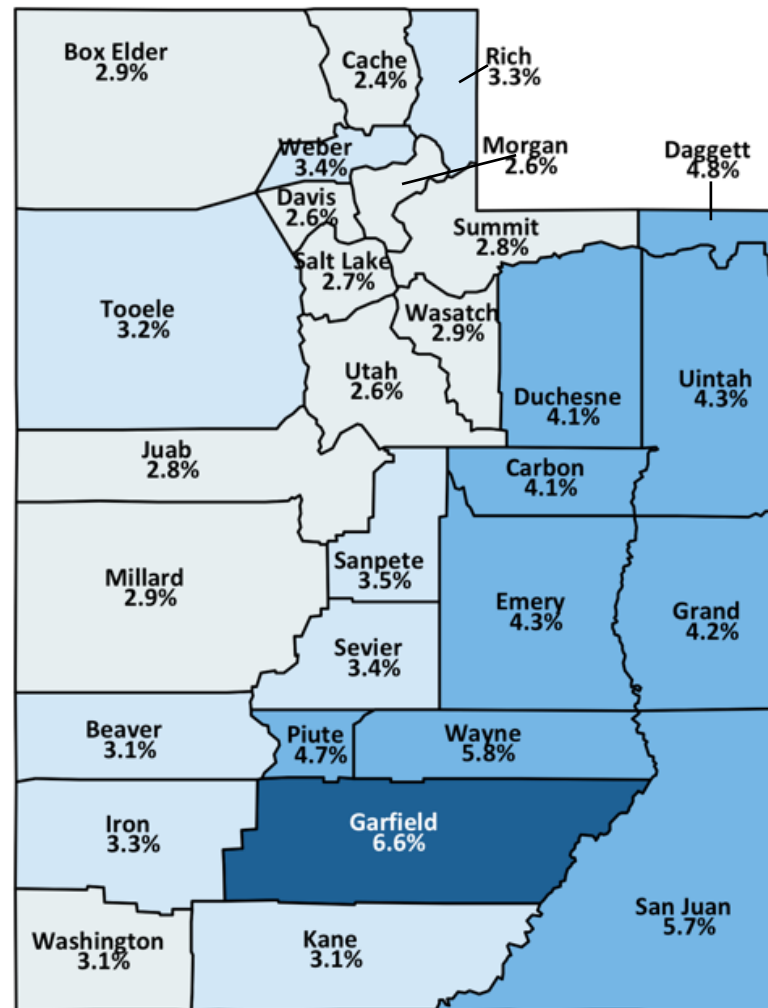 Box Elder
2.9%
Cache
2.4%
Rich
3.3%
Weber
3.4%
Morgan
2.6%
Daggett
4.8%
Davis
2.6%
Summit
2.8%
Salt Lake
2.7%
Tooele
3.2%
Wasatch
2.9%
Utah
2.6%
Duchesne
4.1%
Uintah
4.3%
Juab
2.8%
Carbon
4.1%
Sanpete
3.5%
Millard
2.9%
Emery
4.3%
Grand
4.2%
Sevier
3.4%
Beaver
3.1%
Piute
4.7%
Wayne
5.8%
Iron
3.3%
Garfield
6.6%
San Juan
5.7%
Washington
3.1%
Kane
3.1%